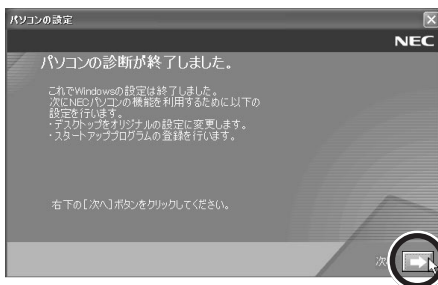 パソコンの設定
NEC
パソコンの診断が終了しました。
これでWindowsの設定は終了しました。
次にNECパソコンの機能を利用するために以下の
設定を行います。
・デスクトップをオリジナルの設定に変更します。
・スタートアッププログラムの登録を行います。
右下の[次へ]ボタンをクリックしてください。
次